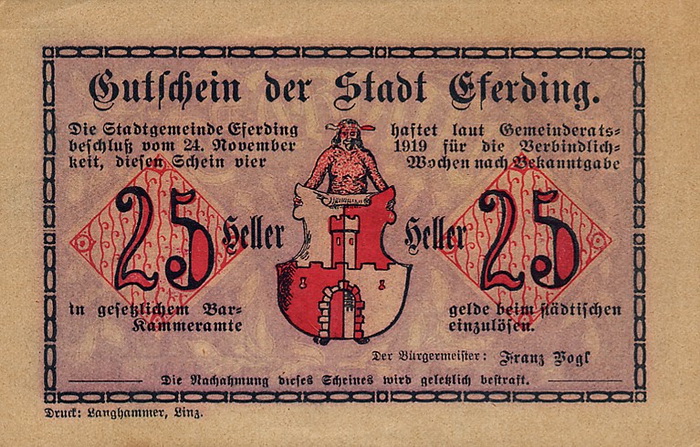 Gutschein der Stadt Eferding.
Die Stadtgemeinde Eferding haftet laut Gemeinderats=
beschluß vom 24. November 1919 für die Verbindlich=
keit, diesen Schein vier Wochen nach Bekanntgabe
25 Heller Heller 25
in gesetzlichem Bar= gelde beim städtischen
Kammeramte einzulösen.
Der Bürgermeister: Franz Vogl
Die Nachahmung dieses Scheines wird gesetzlich bestraft.
Druck: Langhammer, Linz.